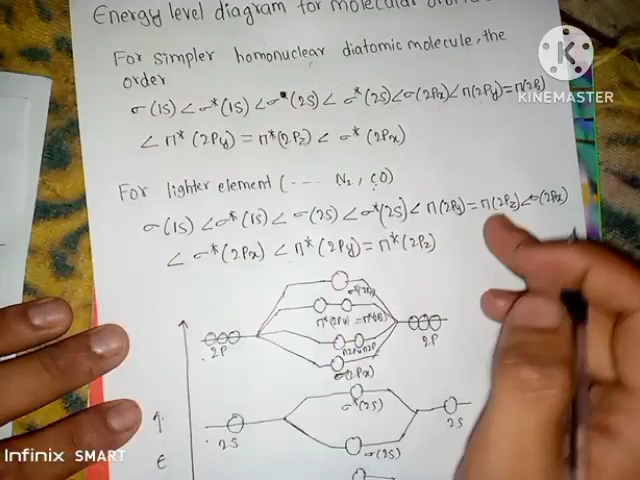 Energy level diagram for molecular
For simpler homonuclear diatomic molecule, the
order
σ(1S) < σ*(1S) < σ*(2S) < σ*(2S) < σ(2Px) < π(2Py) = π(2Pz)
< π*(2Py) = π*(2Pz) < σ*(2Px)
KINEMASTER
For lighter element (--- N2, CO)
σ(1S) < σ*(1S) < σ(2S) < σ*(2S) < π(2Py) = π(2Pz) < σ(2Px)
< σ*(2Px) < π*(2Py) = π*(2Pz)
2P
2P
σ(2Px)
σ*(2S)
2S
2S
σ(2S)
E
Infinix SMART